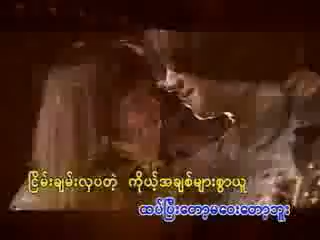 ငြိမ်းချမ်းလှပတဲ့ ကိုယ့်အချစ်များစွာယူ
ထပ်ပြီးတော့မဝေးတော့ဘူး